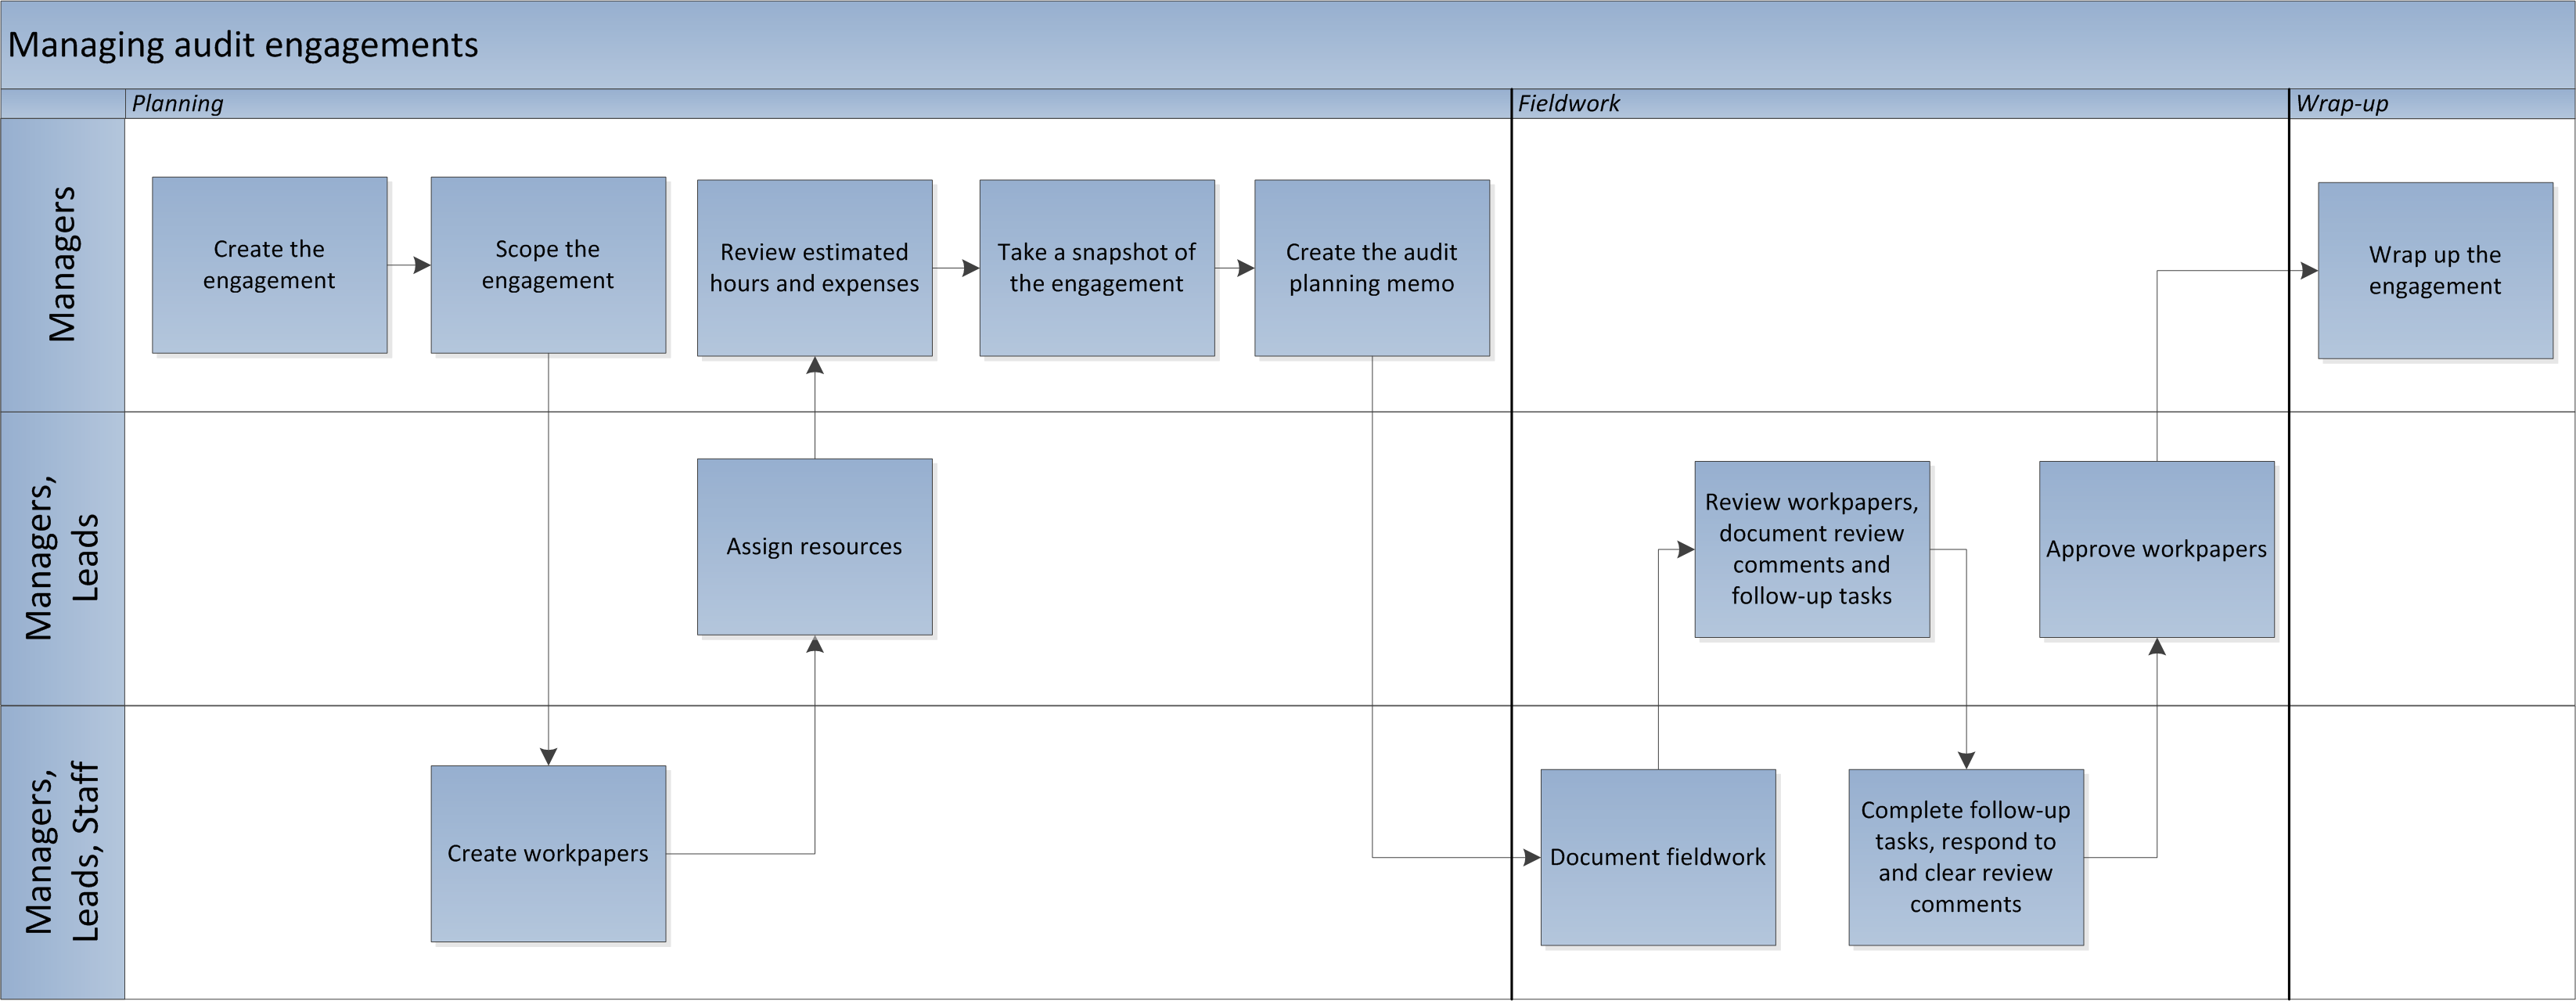 Managing audit engagements
Planning
Fieldwork
Wrap-up
Managers
Create the
engagement
Scope the
engagement
Review estimated
hours and expenses
Take a snapshot of
the engagement
Create the audit
planning memo
Wrap up the
engagement
Managers,
Leads
Assign resources
Review workpapers,
document review
comments and
follow-up tasks
Approve workpapers
Managers,
Leads, Staff
Create workpapers
Document fieldwork
Complete follow-up
tasks, respond to
and clear review
comments